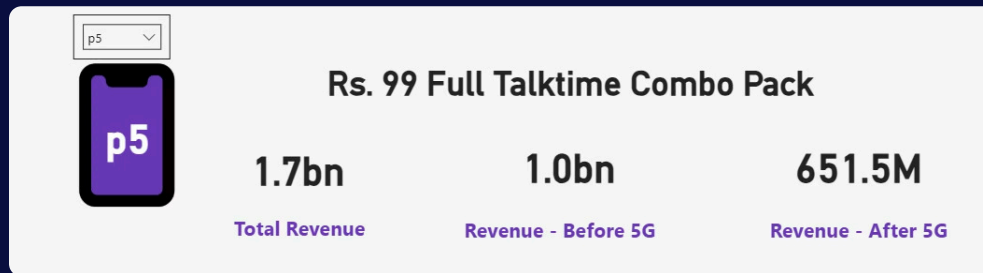 p5
p5
Rs. 99 Full Talktime Combo Pack
1.7bn
1.0bn
651.5M
Total Revenue
Revenue - Before 5G
Revenue - After 5G